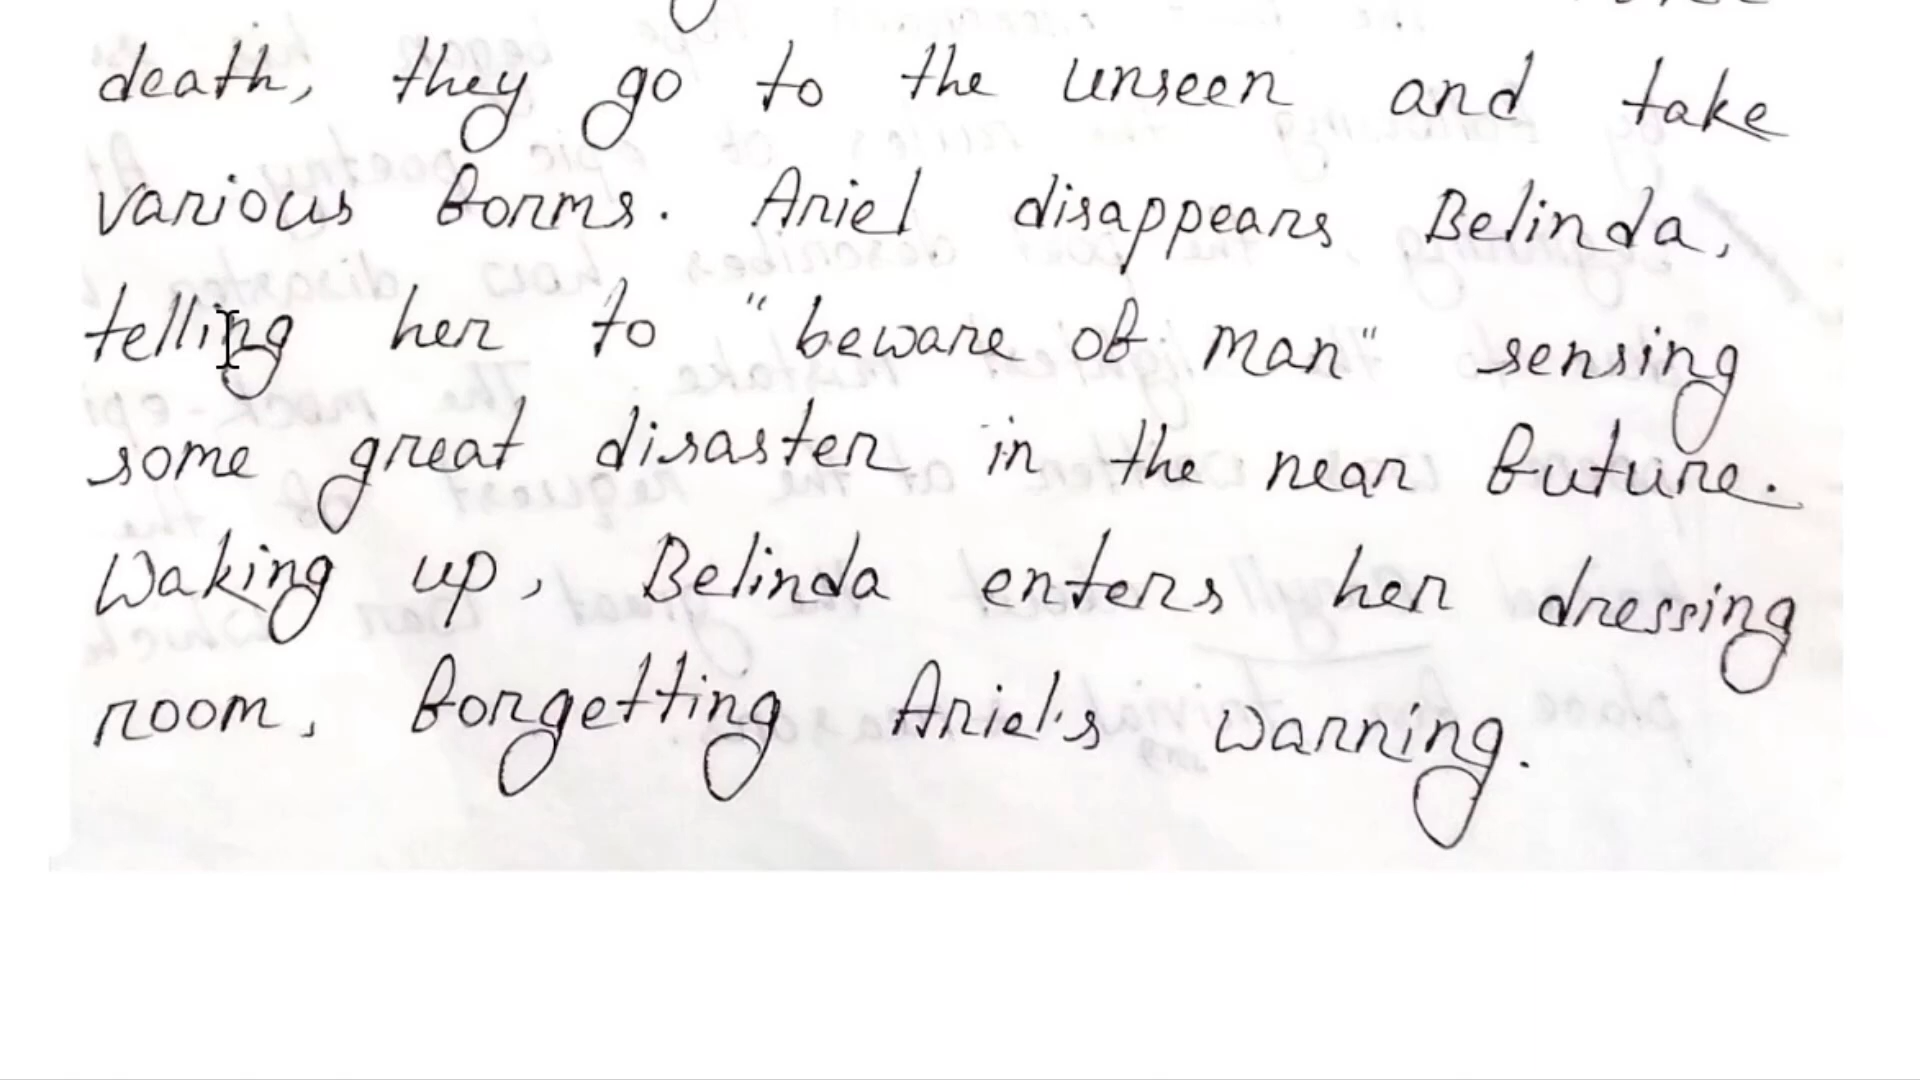 death, they go to the unseen and take
various forms. Ariel disappears Belinda,
telling her to "beware of man" sensing
some great disaster in the near future.
Waking up, Belinda enters her dressing
room, forgetting Ariel's warning.